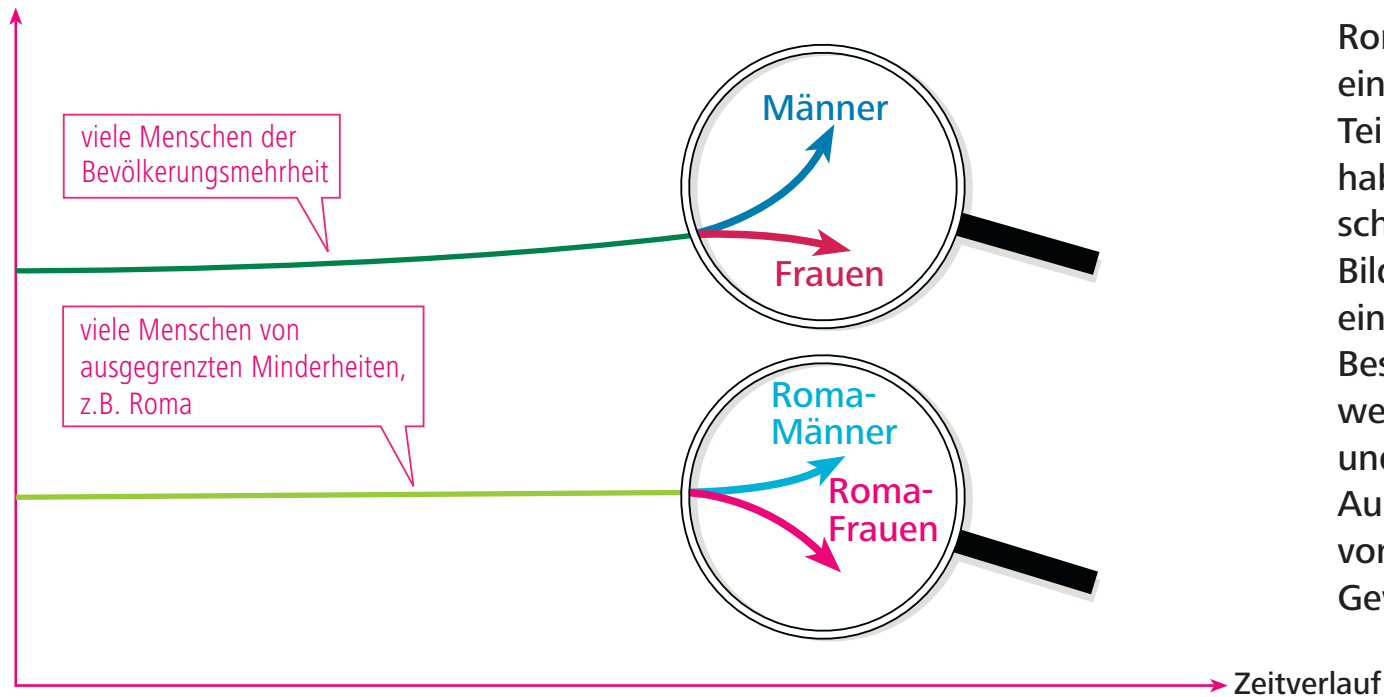 viele Menschen der
Bevölkerungsmehrheit
Männer
Frauen
viele Menschen von
ausgegrenzten Minderheiten,
z.B. Roma
Roma-
Männer
Roma-
Frauen
Zeitverlauf